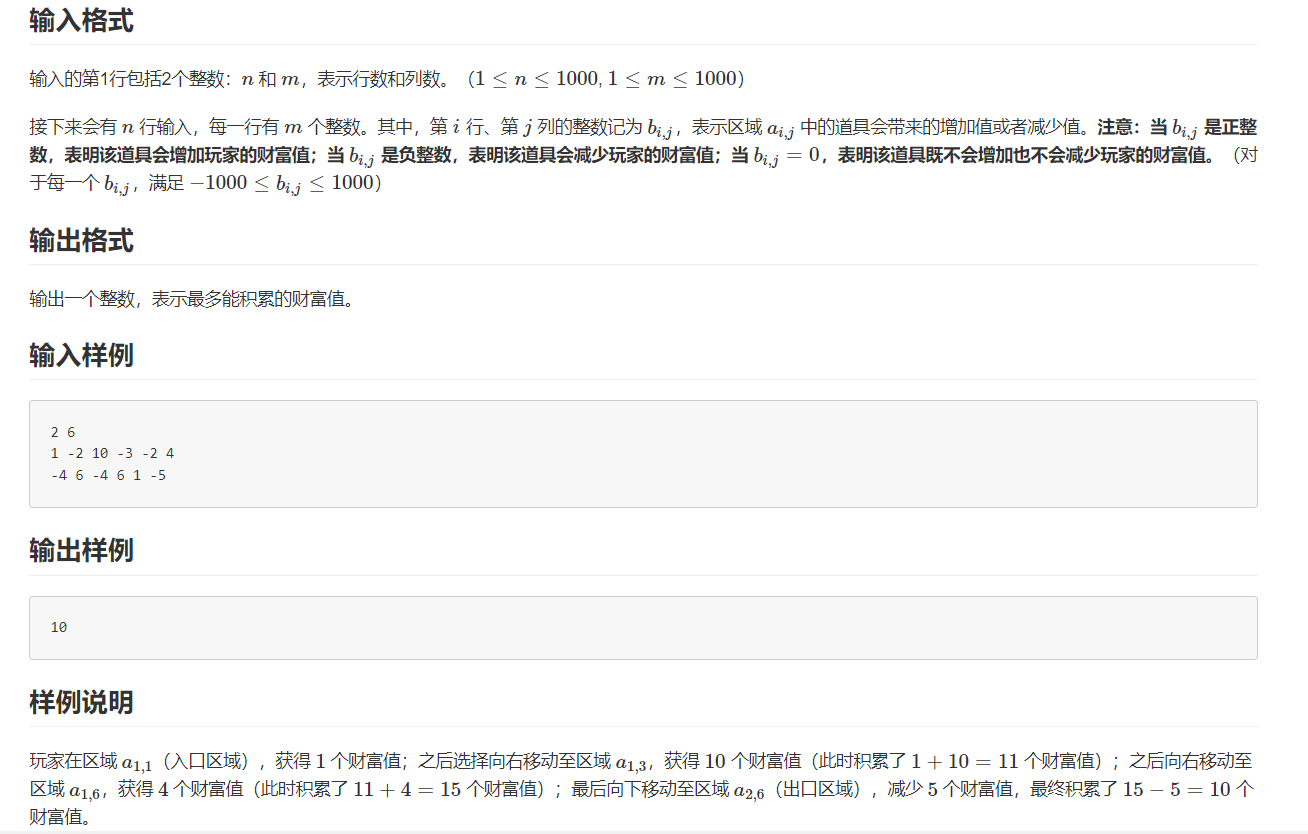 输入格式
输入的第1行包括2个整数：n 和 m，表示行数和列数。（1 ≤ n ≤ 1000, 1 ≤ m ≤ 1000）
接下来会有 n 行输入，每一行有 m 个整数。其中，第 i 行、第 j 列的整数记为 b_{i,j}，表示区域 a_{i,j} 中的道具会带来的增加值或者减少值。注意：当 b_{i,j} 是正整
数，表明该道具会增加玩家的财富值；当 b_{i,j} 是负整数，表明该道具会减少玩家的财富值；当 b_{i,j} = 0，表明该道具既不会增加也不会减少玩家的财富值。（对
于每一个 b_{i,j}，满足 −1000 ≤ b_{i,j} ≤ 1000）
输出格式
输出一个整数，表示最多能积累的财富值。
输入样例
2 6
1 -2 10 -3 -2 4
-4 6 -4 6 1 -5
输出样例
10
样例说明
玩家在区域 a_{1,1}（入口区域），获得 1 个财富值；之后选择向右移动至区域 a_{1,3}，获得 10 个财富值（此时积累了 1 + 10 = 11 个财富值）；之后向右移动至
区域 a_{1,6}，获得 4 个财富值（此时积累了 11 + 4 = 15 个财富值）；最后向下移动至区域 a_{2,6}（出口区域），减少 5 个财富值，最终积累了 15 − 5 = 10 个
财富值。